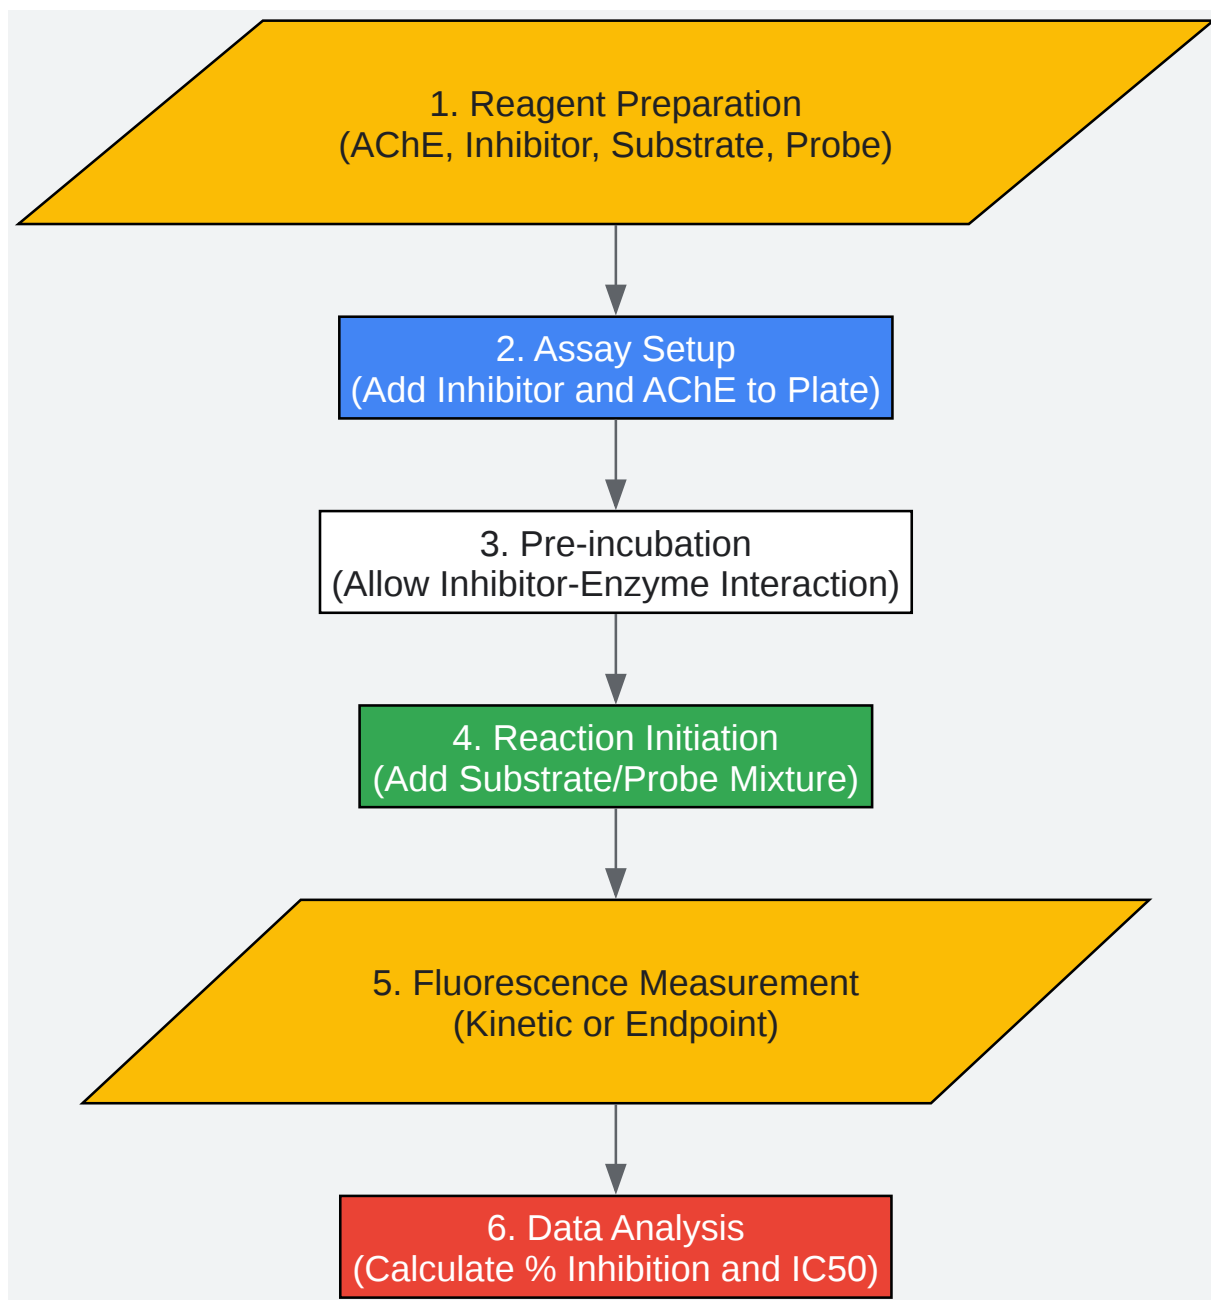 1. Reagent Preparation
(AChE, Inhibitor, Substrate, Probe)
2. Assay Setup
(Add Inhibitor and AChE to Plate)
3. Pre-incubation
(Allow Inhibitor-Enzyme Interaction)
4. Reaction Initiation
(Add Substrate/Probe Mixture)
5. Fluorescence Measurement
(Kinetic or Endpoint)
6. Data Analysis
(Calculate % Inhibition and IC50)